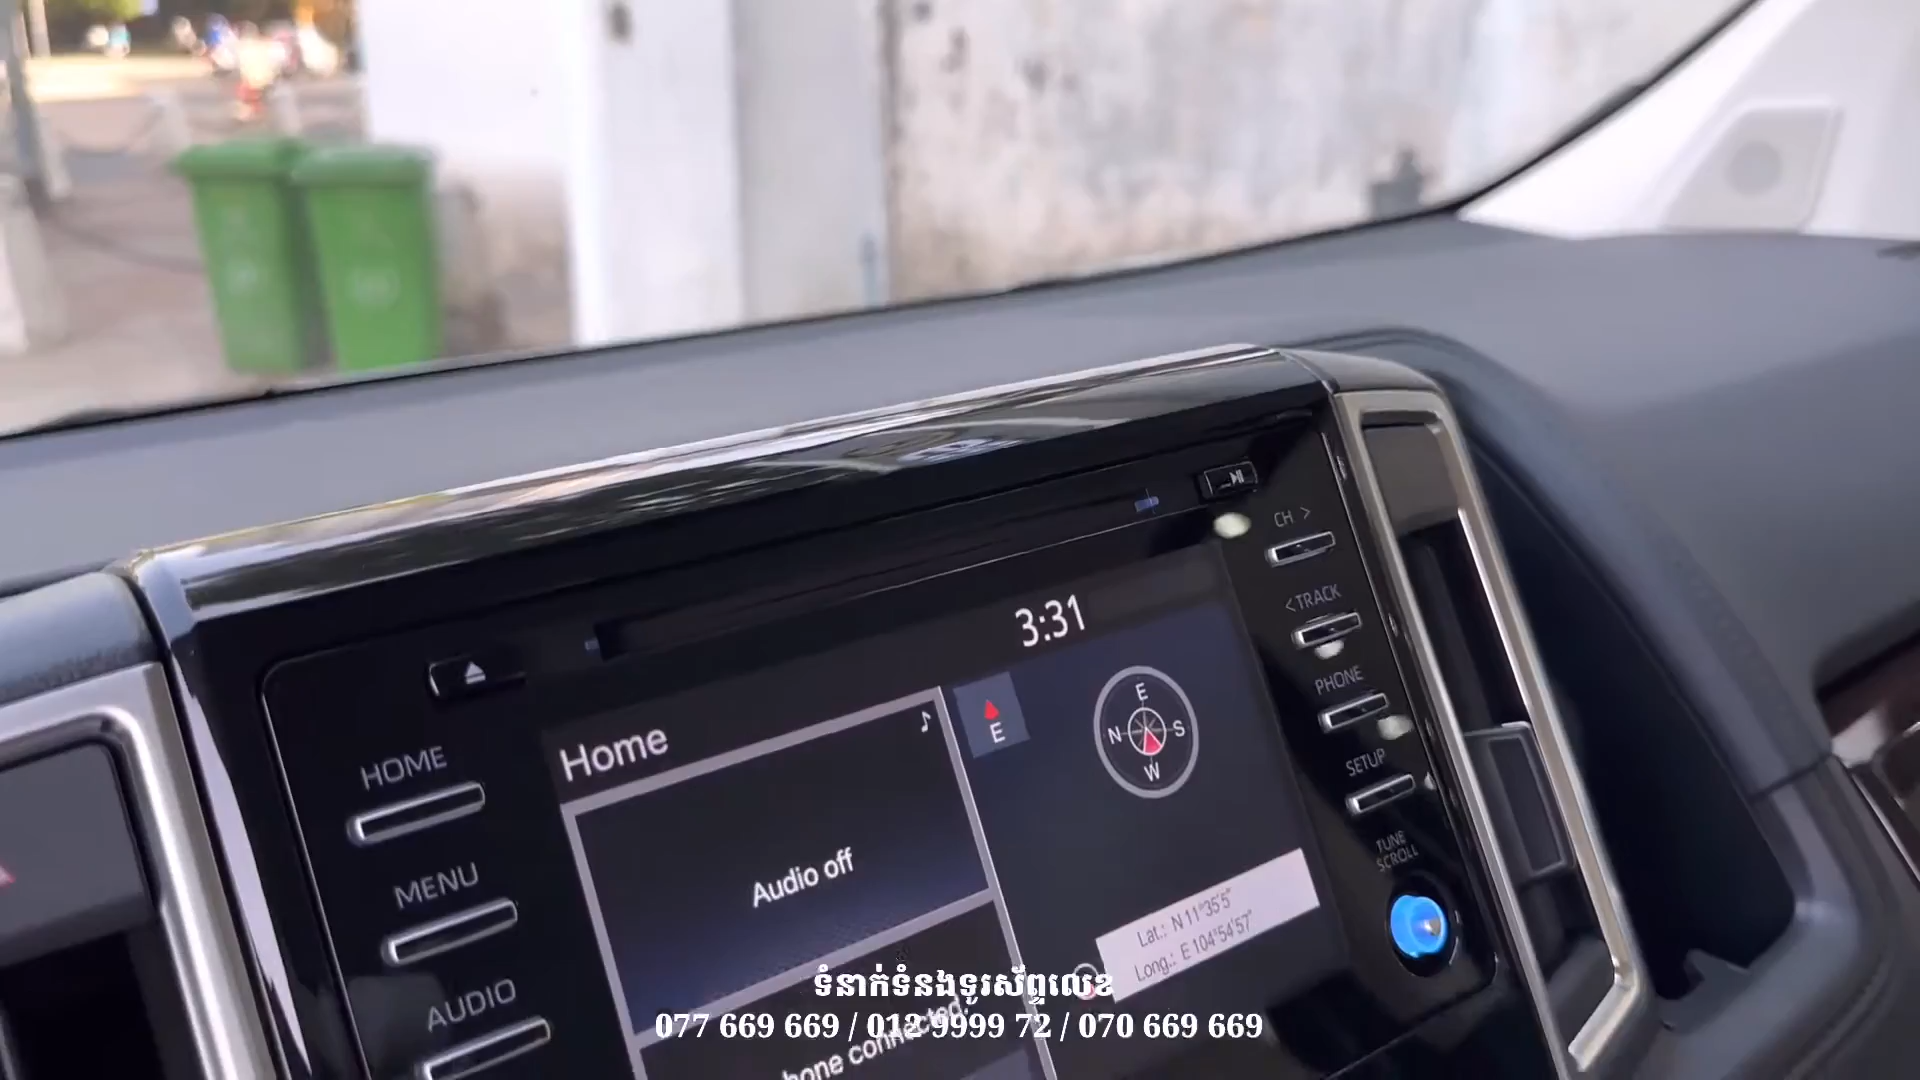 CH >
<TRACK
3:31
PHONE
E
N
S
W
E
Home
HOME
SETUP
TUNE
SCROLL
Audio off
MENU
Lat.: N 11°35'5"
Long.: E 104°54'57"
AUDIO
ទំនាក់ទំនងទូរស័ព្ទលេខ
077 669 669 / 012 9999 72 / 070 669 669
connected.